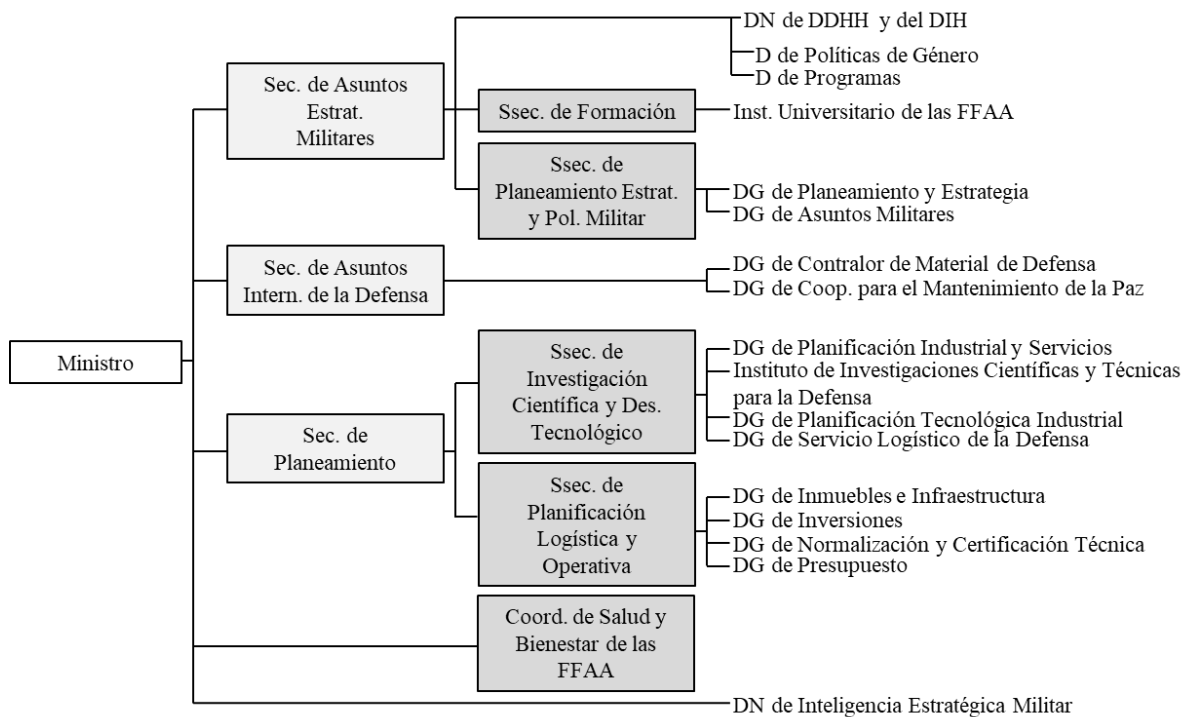 DN de DDHH y del DIH
D de Políticas de Género
D de Programas
Sec. de Asuntos
Estrat.
Militares
Ssec. de Formación
Inst. Universitario de las FFAA
Ssec. de
Planeamiento Estrat.
y Pol. Militar
DG de Planeamiento y Estrategia
DG de Asuntos Militares
Sec. de Asuntos
Intern. de la Defensa
DG de Contralor de Material de Defensa
DG de Coop. para el Mantenimiento de la Paz
Ministro
Ssec. de
Investigación
Científica y Des.
Tecnológico
DG de Planificación Industrial y Servicios
Instituto de Investigaciones Científicas y Técnicas
para la Defensa
DG de Planificación Tecnológica Industrial
DG de Servicio Logístico de la Defensa
Sec. de
Planeamiento
Ssec. de
Planificación
Logística y
Operativa
DG de Inmuebles e Infraestructura
DG de Inversiones
DG de Normalización y Certificación Técnica
DG de Presupuesto
Coord. de Salud y
Bienestar de las
FFAA
DN de Inteligencia Estratégica Militar